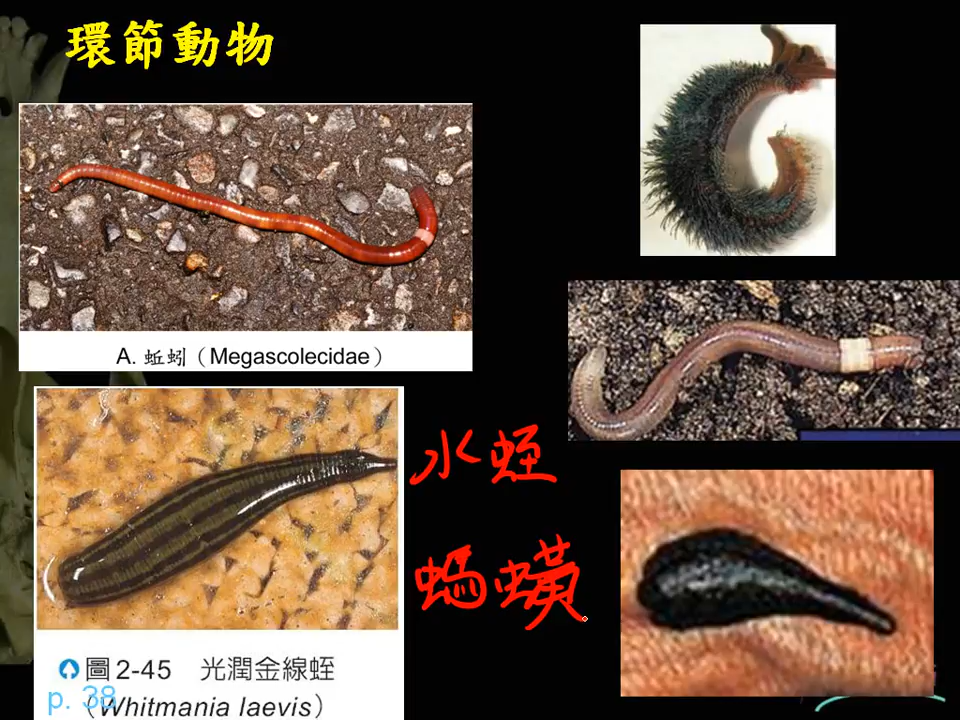 環節動物
A. 蚯蚓（Megascolecidae）
水蛭
螞蟥
圖2-45 光潤金線蛭
（Whitmania laevis）
p. 38